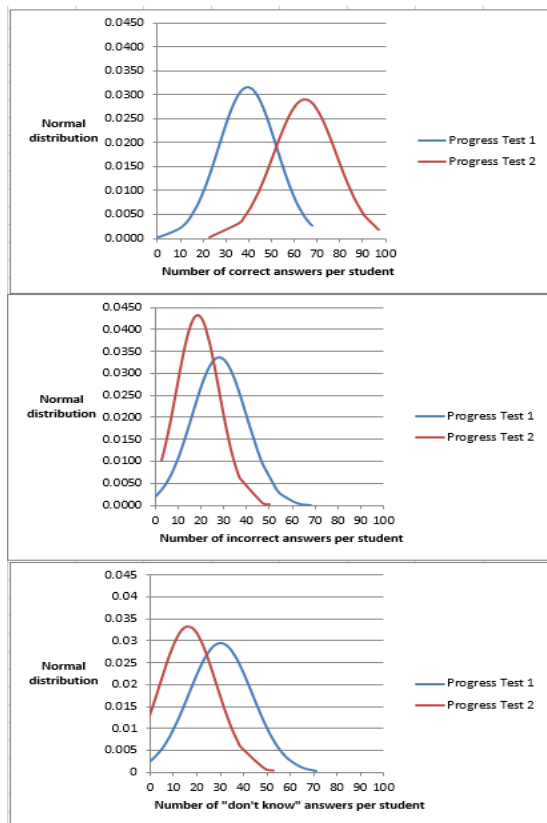 0.0450
0.0400
0.0350
0.0300
0.0250
0.0200
0.0150
0.0100
0.0050
0.0000
Normal
distribution
0 10 20 30 40 50 60 70 80 90 100
Number of correct answers per student
Progress Test 1
Progress Test 2
0.0450
0.0400
0.0350
0.0300
0.0250
0.0200
0.0150
0.0100
0.0050
0.0000
Normal
distribution
0 10 20 30 40 50 60 70 80 90 100
Number of incorrect answers per student
Progress Test 1
Progress Test 2
0.045
0.04
0.035
0.03
0.025
0.02
0.015
0.01
0.005
0
Normal
distribution
0 10 20 30 40 50 60 70 80 90 100
Number of "don't know" answers per student
Progress Test 1
Progress Test 2